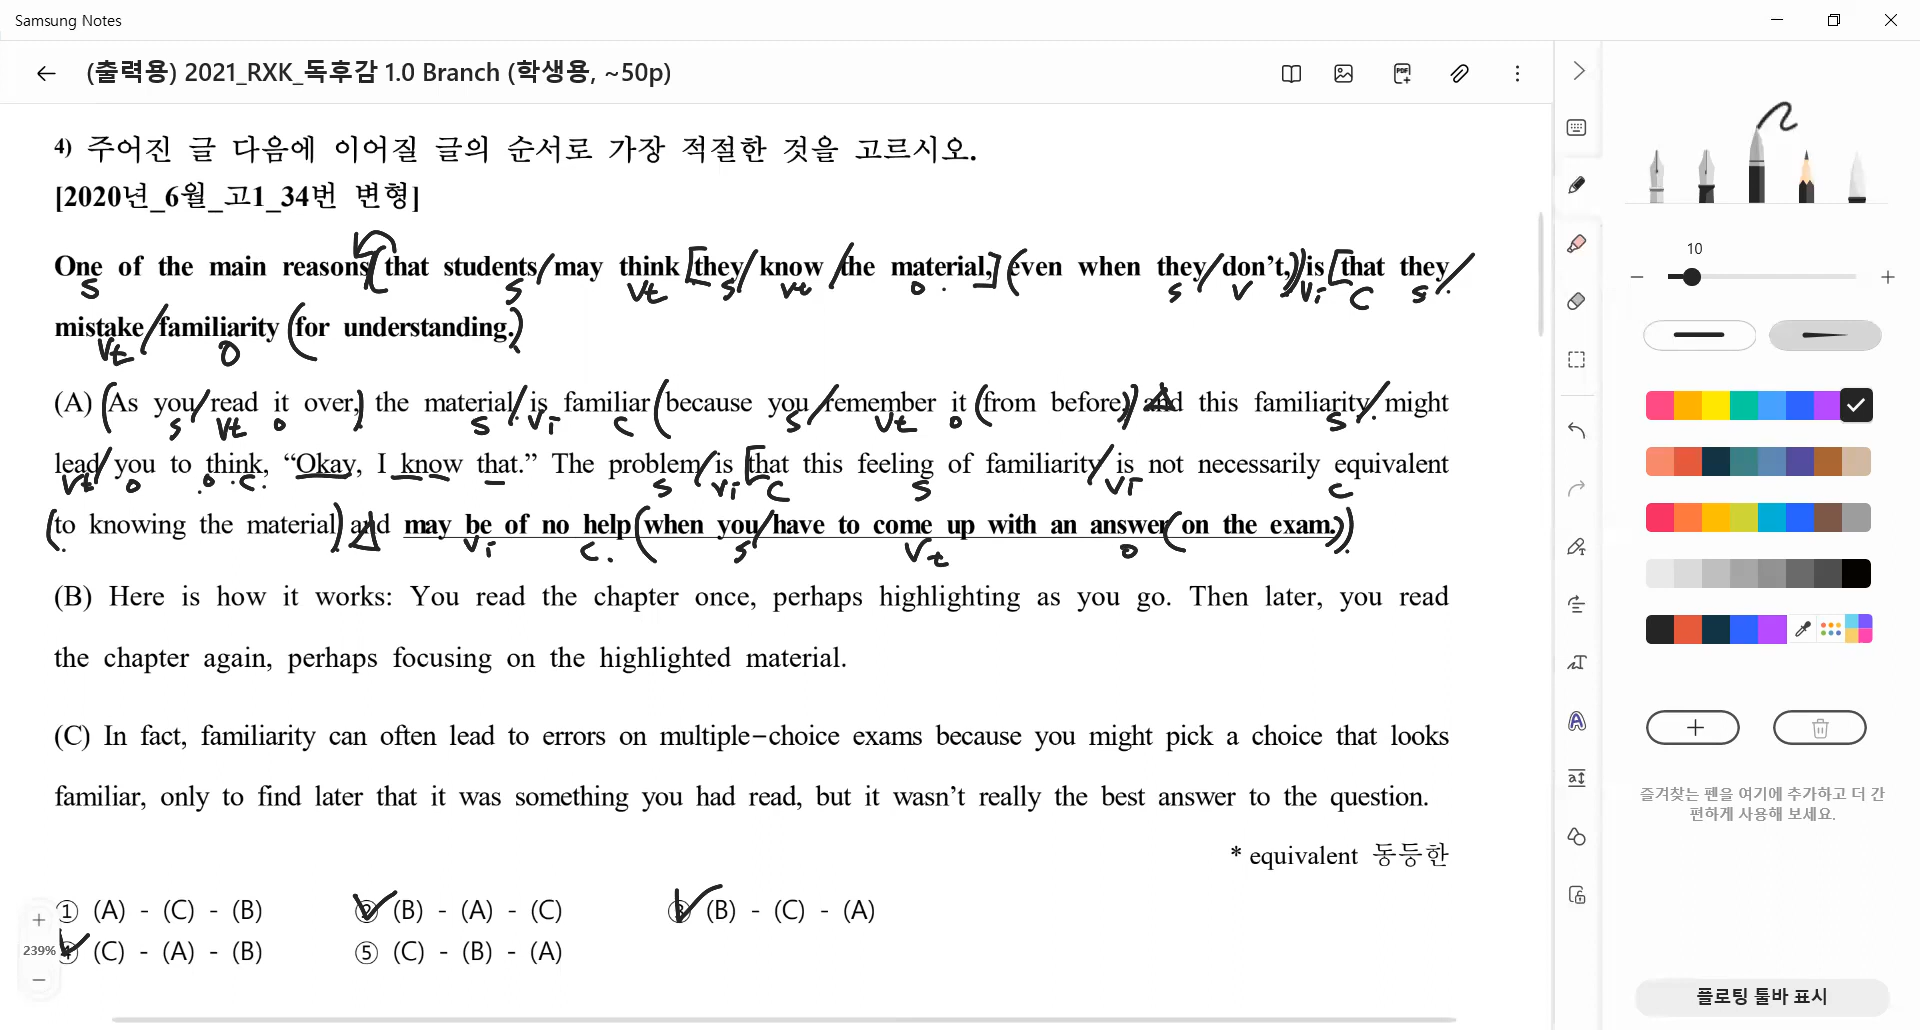 Samsung Notes
(출력용) 2021_RXK_독후감 1.0 Branch (학생용, ~50p)
4) 주어진 글 다음에 이어질 글의 순서로 가장 적절한 것을 고르시오.
[2020년_6월_고1_34번 변형]
One of the main reasons that students may think they know the material, even when they don't, is that they
S S Vt S Vt O S V Vi C S
mistake familiarity for understanding.
Vt O
(A) As you read it over, the material is familiar because you remember it from before, and this familiarity might
S Vt O S Vi C S Vt O S
lead you to think, “Okay, I know that.” The problem is that this feeling of familiarity is not necessarily equivalent
Vt O O.C. S Vi C S Vi C
to knowing the material and may be of no help when you have to come up with an answer on the exam.
Vi C. S Vt O
(B) Here is how it works: You read the chapter once, perhaps highlighting as you go. Then later, you read
the chapter again, perhaps focusing on the highlighted material.
(C) In fact, familiarity can often lead to errors on multiple-choice exams because you might pick a choice that looks
familiar, only to find later that it was something you had read, but it wasn't really the best answer to the question.
* equivalent 동등한
① (A) - (C) - (B) ② (B) - (A) - (C) ③ (B) - (C) - (A)
④ (C) - (A) - (B) ⑤ (C) - (B) - (A)
239%
PDF
10
즐겨찾는 펜을 여기에 추가하고 더 간
편하게 사용해 보세요.
플로팅 툴바 표시